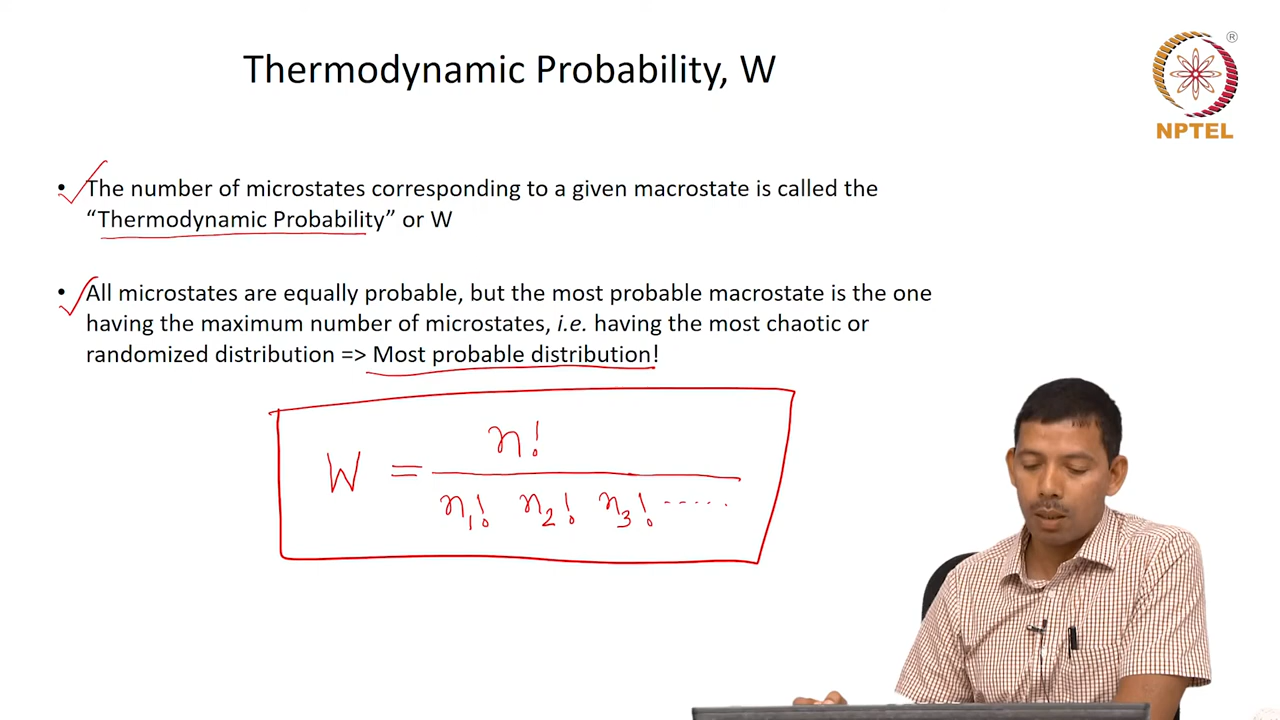 Thermodynamic Probability, W
®
NPTEL
• The number of microstates corresponding to a given macrostate is called the
“Thermodynamic Probability” or W
• All microstates are equally probable, but the most probable macrostate is the one
having the maximum number of microstates, i.e. having the most chaotic or
randomized distribution => Most probable distribution!
W = n!
n₁! n₂! n₃! ------